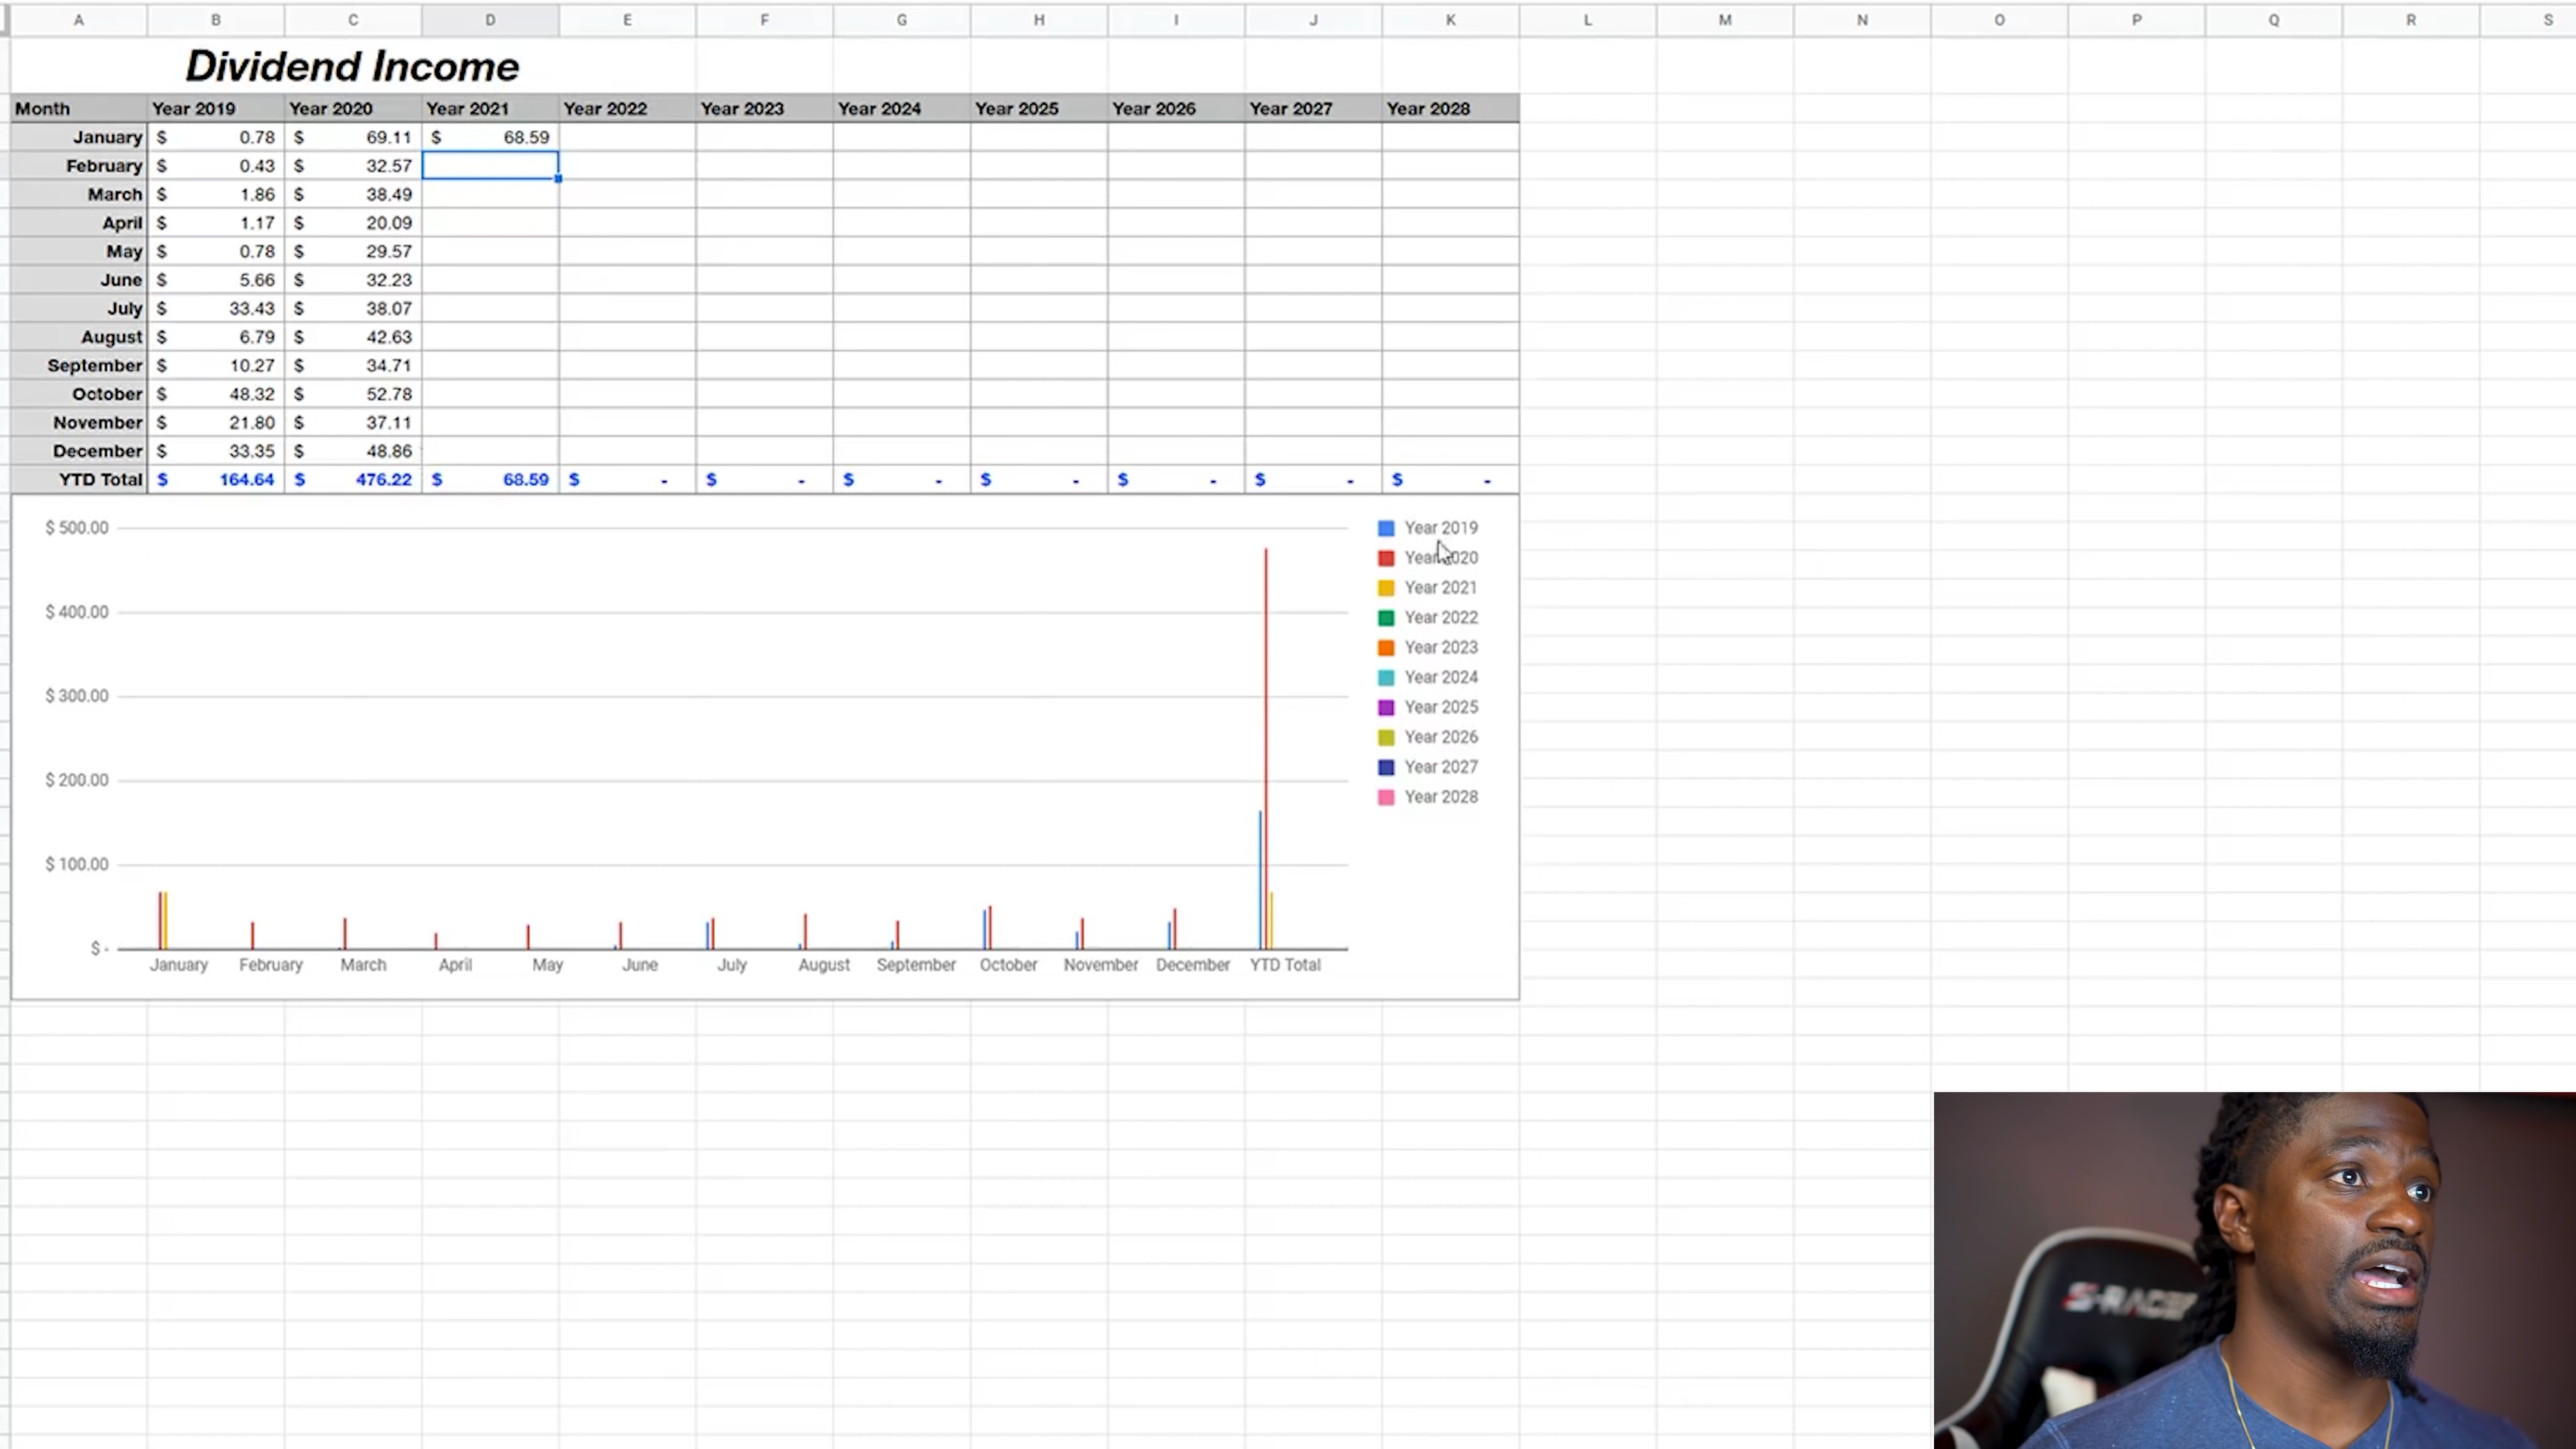 A B C D E F G H I J K L M N O P Q R S
Dividend Income
Month Year 2019 Year 2020 Year 2021 Year 2022 Year 2023 Year 2024 Year 2025 Year 2026 Year 2027 Year 2028
January $ 0.78 $ 69.11 $ 68.59
February $ 0.43 $ 32.57
March $ 1.86 $ 38.49
April $ 1.17 $ 20.09
May $ 0.78 $ 29.57
June $ 5.66 $ 32.23
July $ 33.43 $ 38.07
August $ 6.79 $ 42.63
September $ 10.27 $ 34.71
October $ 48.32 $ 52.78
November $ 21.80 $ 37.11
December $ 33.35 $ 48.86
YTD Total $ 164.64 $ 476.22 $ 68.59 $ - $ - $ - $ - $ - $ - $ -
$ 500.00
$ 400.00
$ 300.00
$ 200.00
$ 100.00
$ -
January February March April May June July August September October November December YTD Total
Year 2019
Year 2020
Year 2021
Year 2022
Year 2023
Year 2024
Year 2025
Year 2026
Year 2027
Year 2028
S-RACER